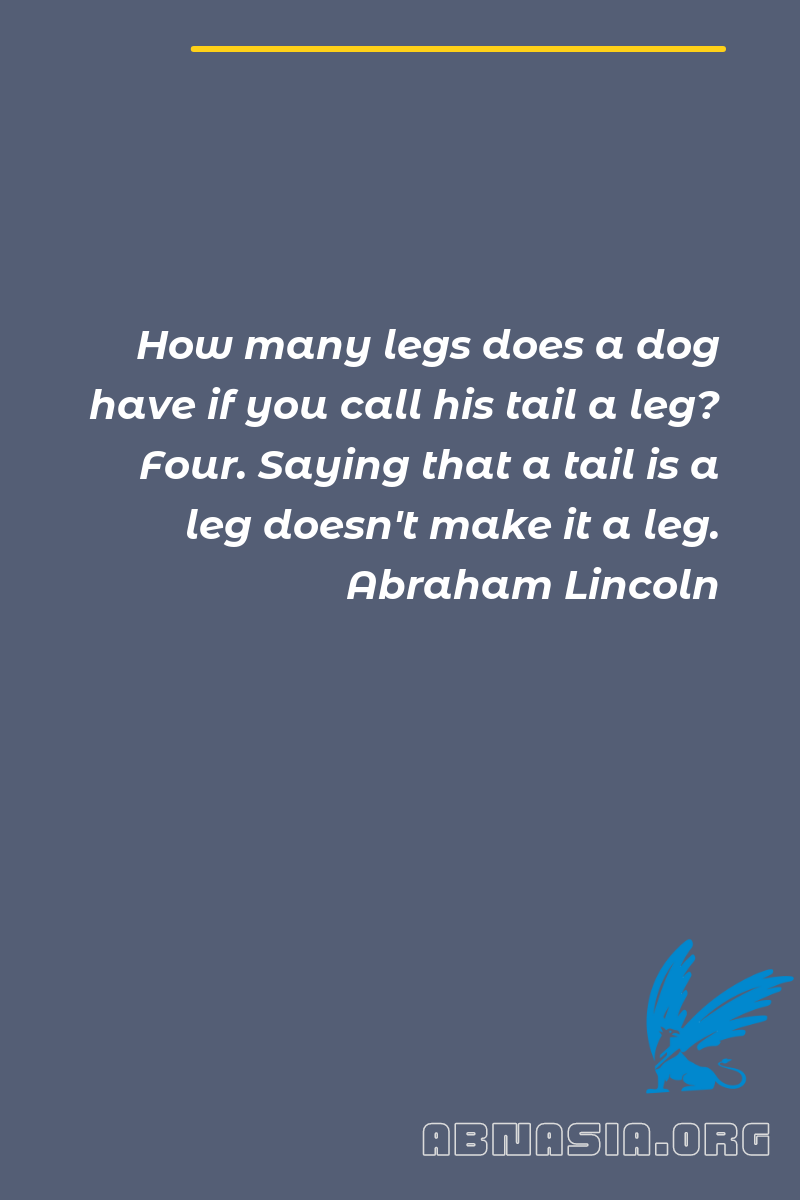 How many legs does a dog
have if you call his tail a leg?
Four. Saying that a tail is a
leg doesn't make it a leg.
Abraham Lincoln
ABNASIA.ORG